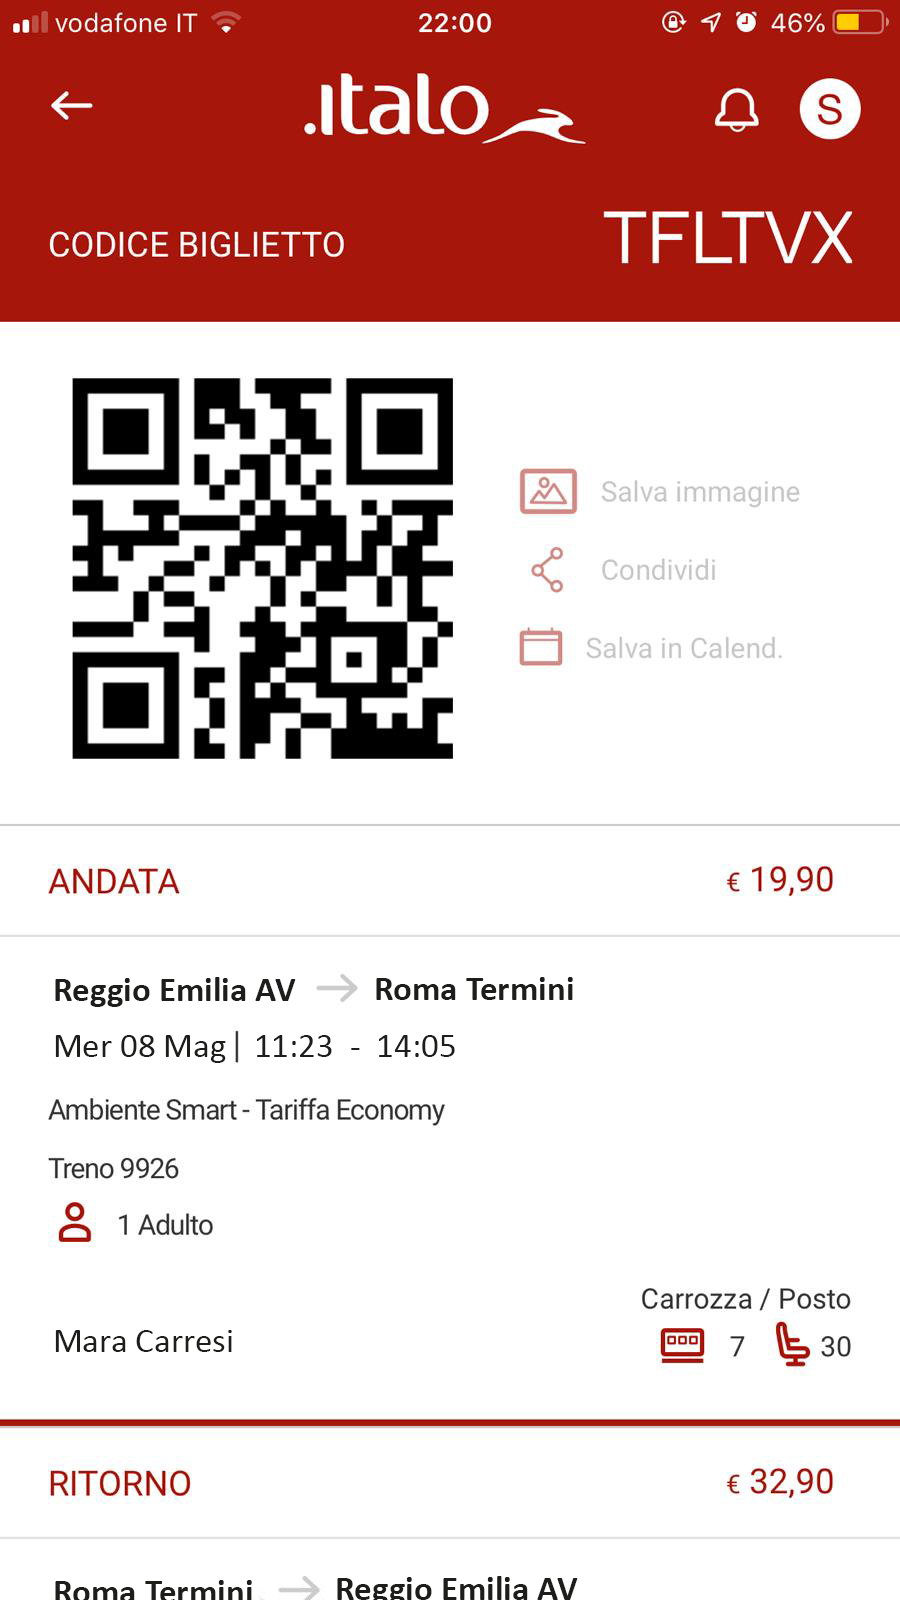 vodafone IT 22:00 46%
.italo S
CODICE BIGLIETTO TFLTVX
Salva immagine
Condividi
Salva in Calend.
ANDATA € 19,90
Reggio Emilia AV Roma Termini
Mer 08 Mag| 11:23 - 14:05
Ambiente Smart - Tariffa Economy
Treno 9926
1 Adulto
Carrozza / Posto
Mara Carresi 7 30
RITORNO € 32,90
Roma Termini Reggio Emilia AV